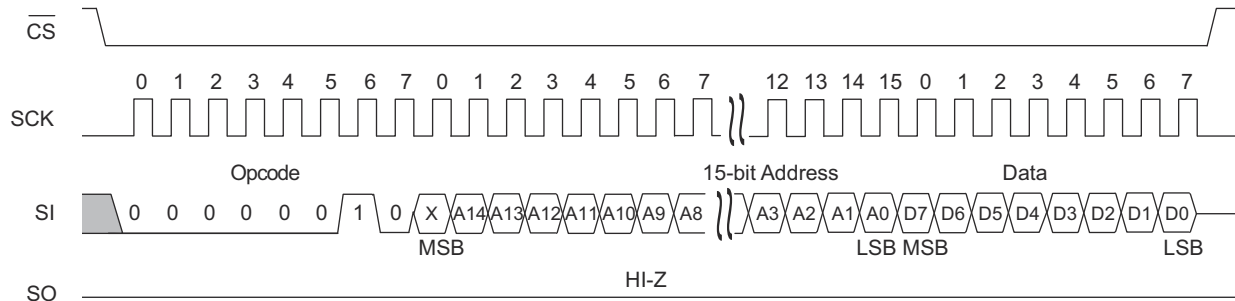 CS
0 1 2 3 4 5 6 7 0 1 2 3 4 5 6 7 12 13 14 15 0 1 2 3 4 5 6 7
SCK
Opcode 15-bit Address Data
SI 0 0 0 0 0 0 1 0 X A14 A13 A12 A11 A10 A9 A8 A3 A2 A1 A0 D7 D6 D5 D4 D3 D2 D1 D0
MSB LSB MSB LSB
HI-Z
SO